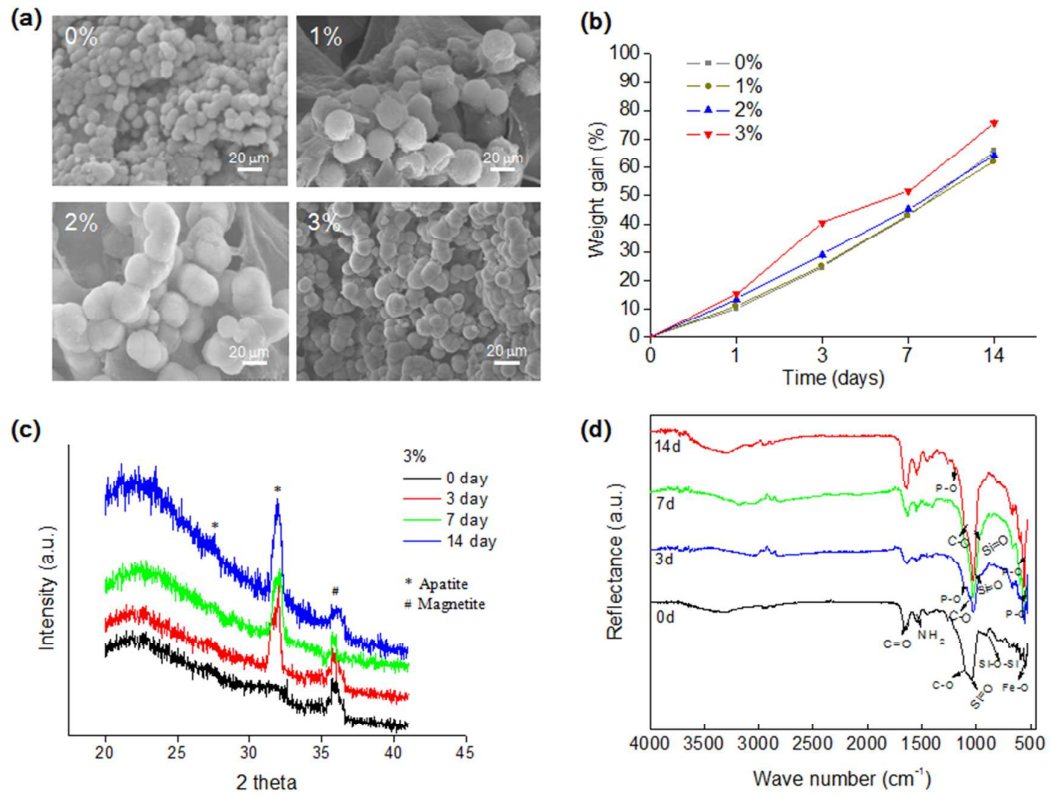 (a)
0%
20 µm
1%
20 µm
2%
20 µm
3%
20 µm
(b)
100
90
80
70
60
50
40
30
20
10
0
Weight gain (%)
0%
1%
2%
3%
0 1 3 7 14
Time (days)
(c)
3%
0 day
3 day
7 day
14 day
* Apatite
# Magnetite
*
*
#
Intensity (a.u.)
20 25 30 35 40 45
2 theta
(d)
Reflectance (a.u.)
14d
P-O
7d
C-O
Si=O
P-O
3d
P-O
C-O
Si=O
P-O
0d
C=O
NH2
Si-O-Si
C-O
Si=O
Fe-O
4000 3500 3000 2500 2000 1500 1000 500
Wave number (cm-1)